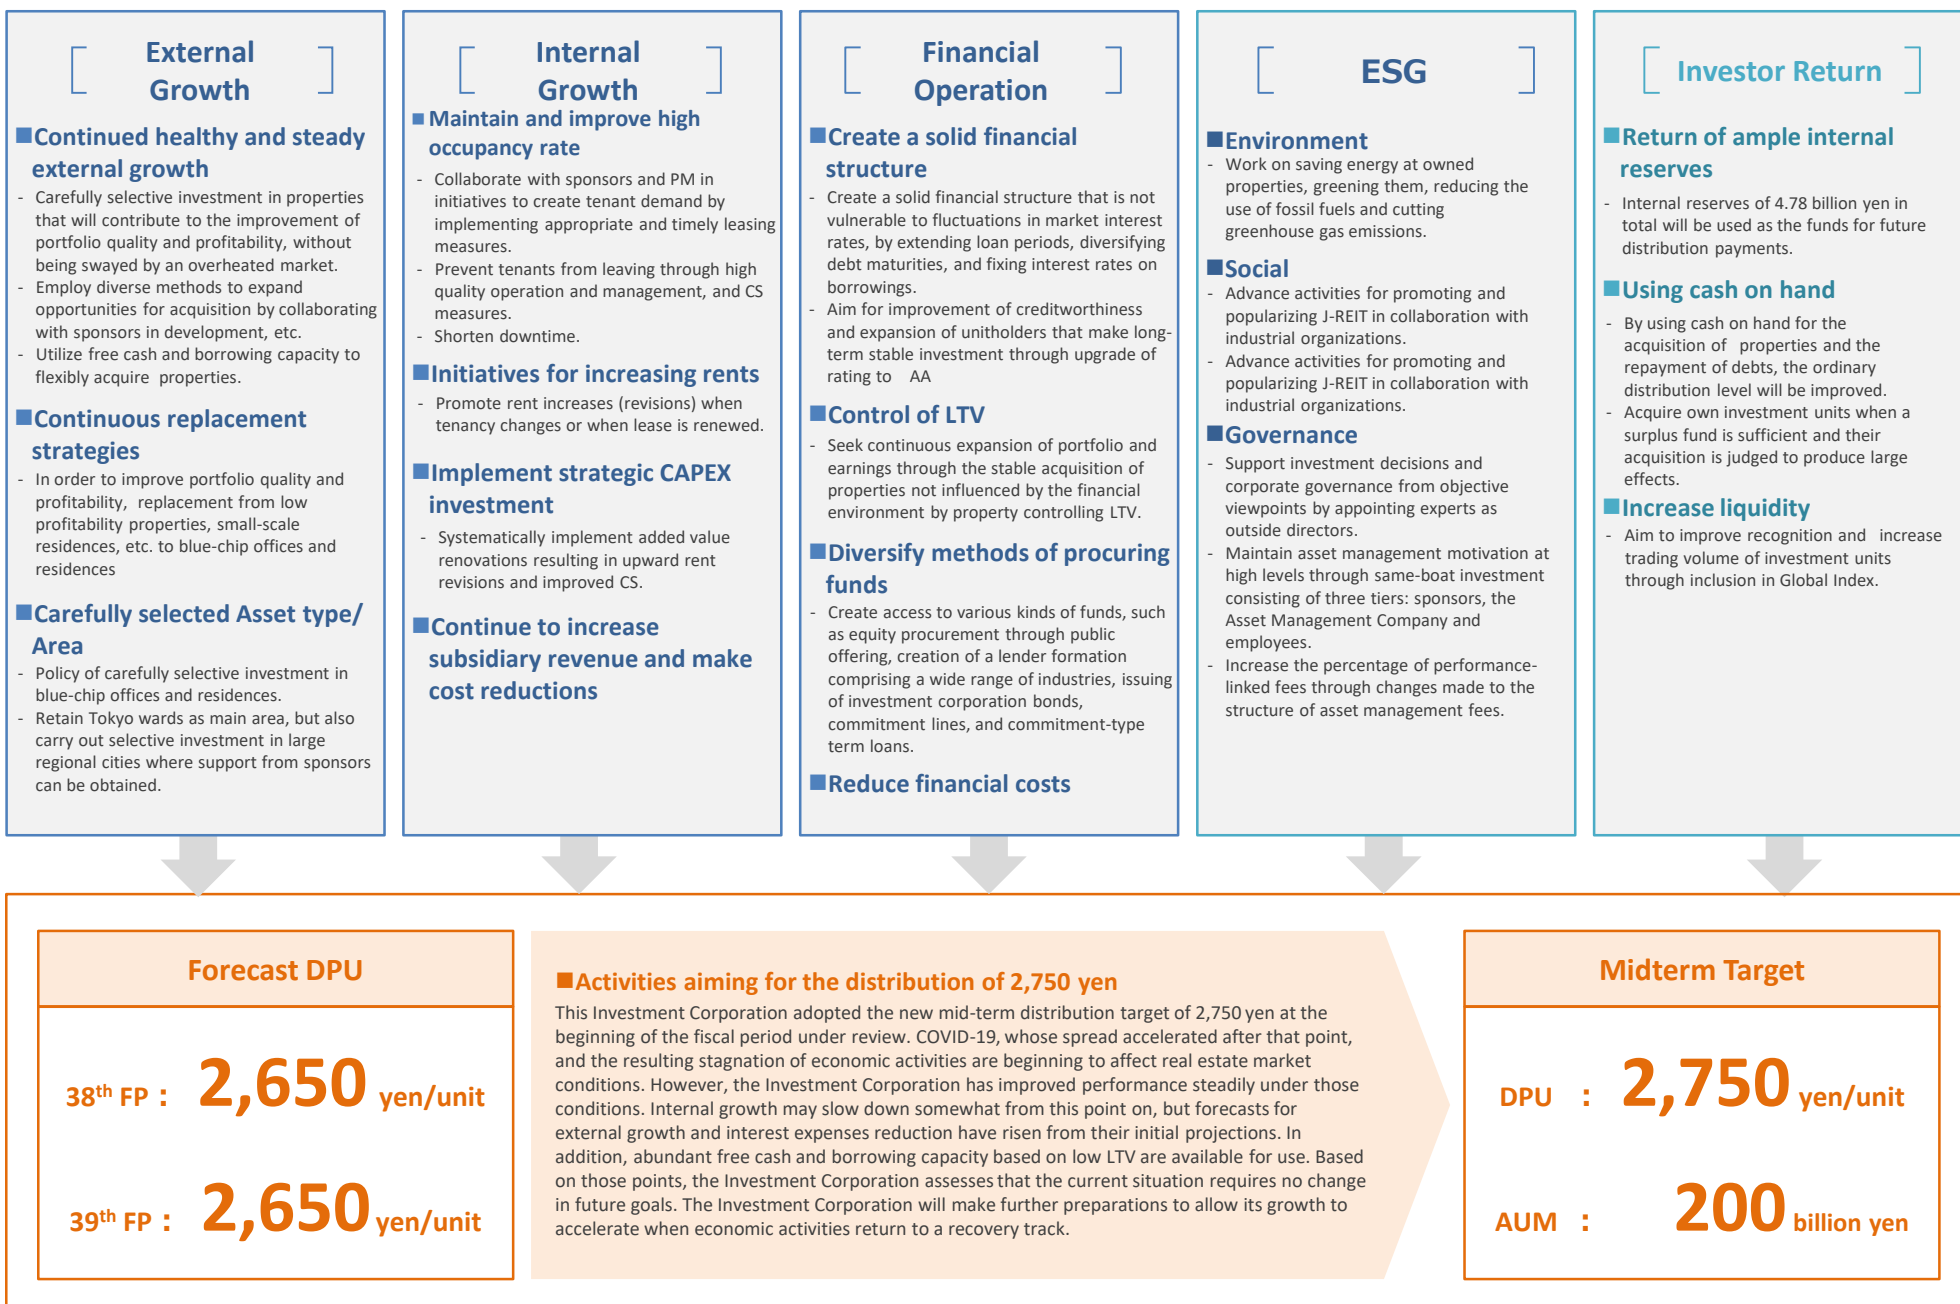 External
Growth
■Continued healthy and steady
external growth
- Carefully selective investment in properties
that will contribute to the improvement of
portfolio quality and profitability, without
being swayed by an overheated market.
- Employ diverse methods to expand
opportunities for acquisition by collaborating
with sponsors in development, etc.
- Utilize free cash and borrowing capacity to
flexibly acquire properties.
■Continuous replacement
strategies
- In order to improve portfolio quality and
profitability, replacement from low
profitability properties, small-scale
residences, etc. to blue-chip offices and
residences
■Carefully selected Asset type/
Area
- Policy of carefully selective investment in
blue-chip offices and residences.
- Retain Tokyo wards as main area, but also
carry out selective investment in large
regional cities where support from sponsors
can be obtained.
Internal
Growth
■Maintain and improve high
occupancy rate
- Collaborate with sponsors and PM in
initiatives to create tenant demand by
implementing appropriate and timely leasing
measures.
- Prevent tenants from leaving through high
quality operation and management, and CS
measures.
- Shorten downtime.
■Initiatives for increasing rents
- Promote rent increases (revisions) when
tenancy changes or when lease is renewed.
■Implement strategic CAPEX
investment
- Systematically implement added value
renovations resulting in upward rent
revisions and improved CS.
■Continue to increase
subsidiary revenue and make
cost reductions
Financial
Operation
■Create a solid financial
structure
- Create a solid financial structure that is not
vulnerable to fluctuations in market interest
rates, by extending loan periods, diversifying
debt maturities, and fixing interest rates on
borrowings.
- Aim for improvement of creditworthiness
and expansion of unitholders that make long-
term stable investment through upgrade of
rating to AA
■Control of LTV
- Seek continuous expansion of portfolio and
earnings through the stable acquisition of
properties not influenced by the financial
environment by property controlling LTV.
■Diversify methods of procuring
funds
- Create access to various kinds of funds, such
as equity procurement through public
offering, creation of a lender formation
comprising a wide range of industries, issuing
of investment corporation bonds,
commitment lines, and commitment-type
term loans.
■Reduce financial costs
ESG
■Environment
- Work on saving energy at owned
properties, greening them, reducing the
use of fossil fuels and cutting
greenhouse gas emissions.
■Social
- Advance activities for promoting and
popularizing J-REIT in collaboration with
industrial organizations.
- Advance activities for promoting and
popularizing J-REIT in collaboration with
industrial organizations.
■Governance
- Support investment decisions and
corporate governance from objective
viewpoints by appointing experts as
outside directors.
- Maintain asset management motivation at
high levels through same-boat investment
consisting of three tiers: sponsors, the
Asset Management Company and
employees.
- Increase the percentage of performance-
linked fees through changes made to the
structure of asset management fees.
Investor Return
■Return of ample internal
reserves
- Internal reserves of 4.78 billion yen in
total will be used as the funds for future
distribution payments.
■Using cash on hand
- By using cash on hand for the
acquisition of properties and the
repayment of debts, the ordinary
distribution level will be improved.
- Acquire own investment units when a
surplus fund is sufficient and their
acquisition is judged to produce large
effects.
■Increase liquidity
- Aim to improve recognition and increase
trading volume of investment units
through inclusion in Global Index.
Forecast DPU
38th FP : 2,650 yen/unit
39th FP : 2,650 yen/unit
■Activities aiming for the distribution of 2,750 yen
This Investment Corporation adopted the new mid-term distribution target of 2,750 yen at the
beginning of the fiscal period under review. COVID-19, whose spread accelerated after that point,
and the resulting stagnation of economic activities are beginning to affect real estate market
conditions. However, the Investment Corporation has improved performance steadily under those
conditions. Internal growth may slow down somewhat from this point on, but forecasts for
external growth and interest expenses reduction have risen from their initial projections. In
addition, abundant free cash and borrowing capacity based on low LTV are available for use. Based
on those points, the Investment Corporation assesses that the current situation requires no change
in future goals. The Investment Corporation will make further preparations to allow its growth to
accelerate when economic activities return to a recovery track.
Midterm Target
DPU : 2,750 yen/unit
AUM : 200 billion yen